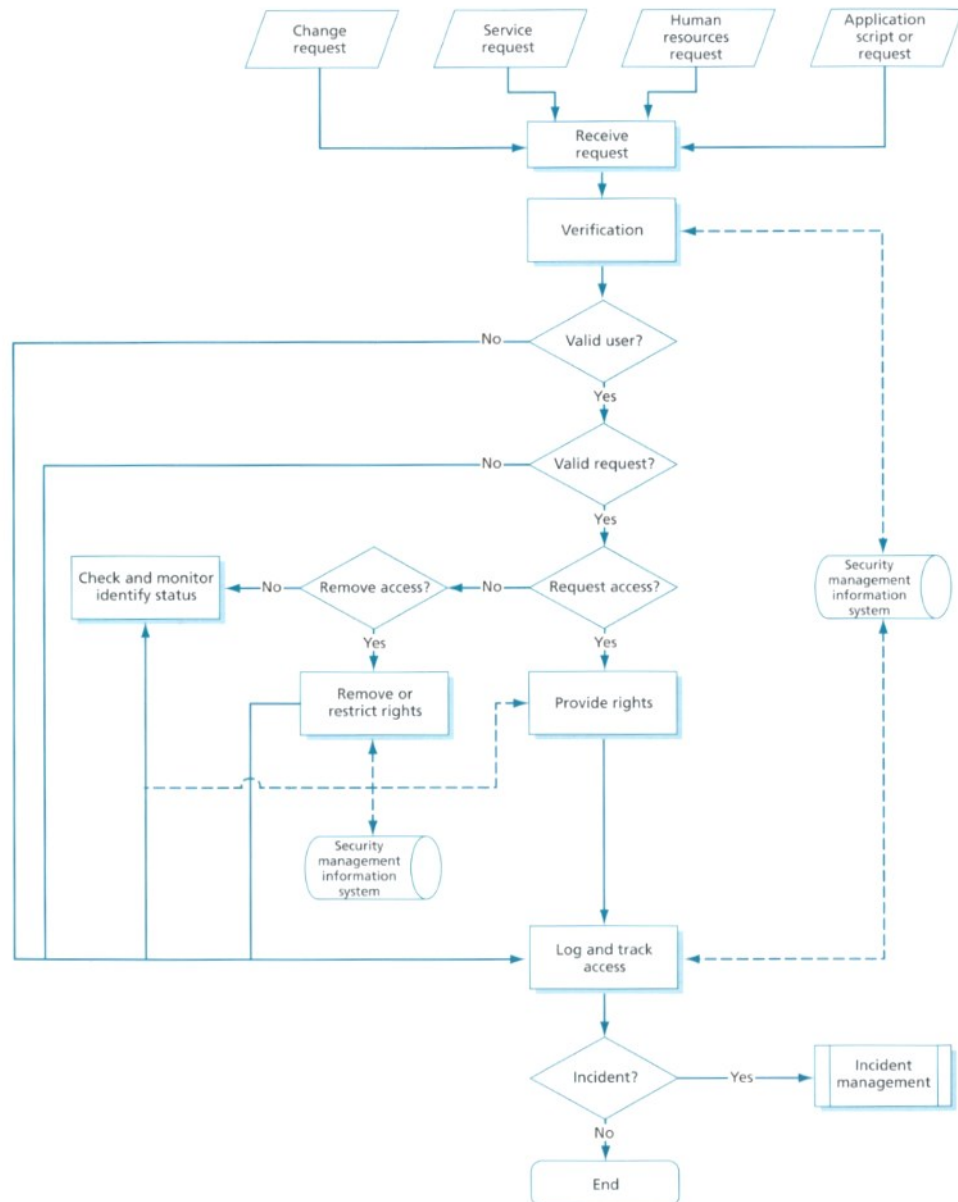 Change
request
Service
request
Human
resources
request
Application
script or
request
Receive
request
Verification
No
Valid user?
Yes
No
Valid request?
Yes
Check and monitor
identify status
No
Remove access?
No
Request access?
Security
management
information
system
Yes
Yes
Remove or
restrict rights
Provide rights
Security
management
information
system
Log and track
access
Incident?
Yes
Incident
management
No
End